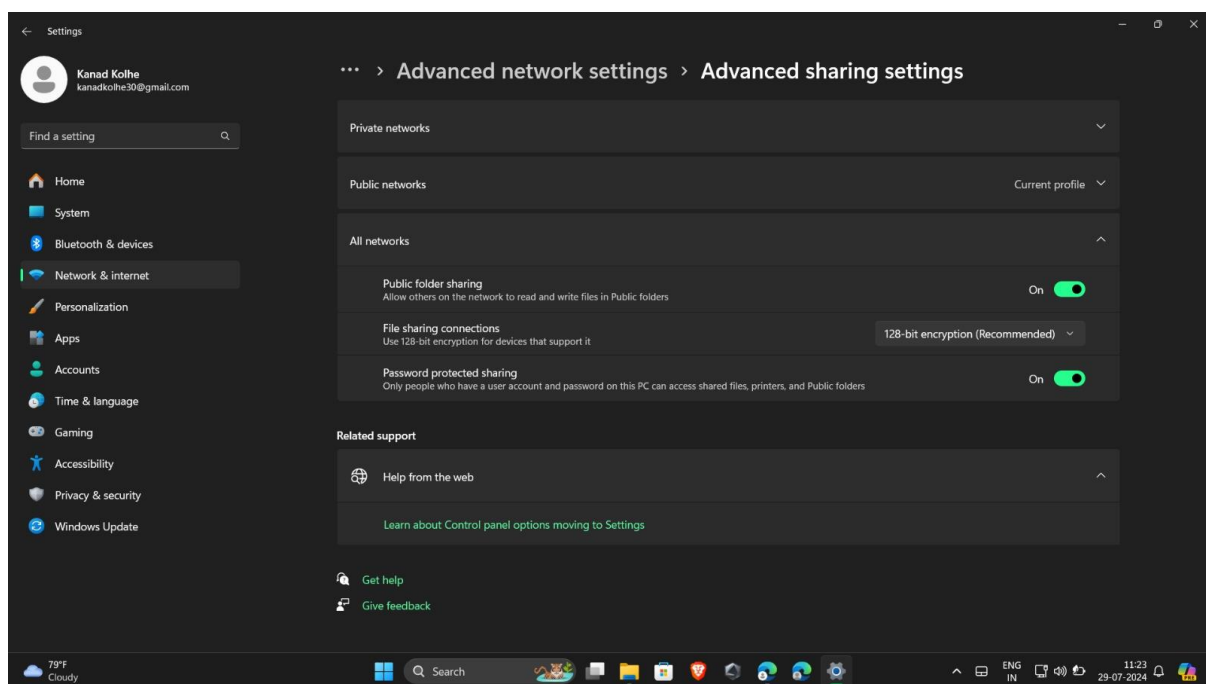 Settings
Kanad Kolhe
kanadkolhe30@gmail.com
Find a setting
Home
System
Bluetooth & devices
Network & internet
Personalization
Apps
Accounts
Time & language
Gaming
Accessibility
Privacy & security
Windows Update
... > Advanced network settings > Advanced sharing settings
Private networks
Public networks Current profile
All networks
Public folder sharing On
Allow others on the network to read and write files in Public folders
File sharing connections 128-bit encryption (Recommended)
Use 128-bit encryption for devices that support it
Password protected sharing On
Only people who have a user account and password on this PC can access shared files, printers, and Public folders
Related support
Help from the web
Learn about Control panel options moving to Settings
Get help
Give feedback
79°F
Cloudy
Search
ENG
IN
11:23
29-07-2024